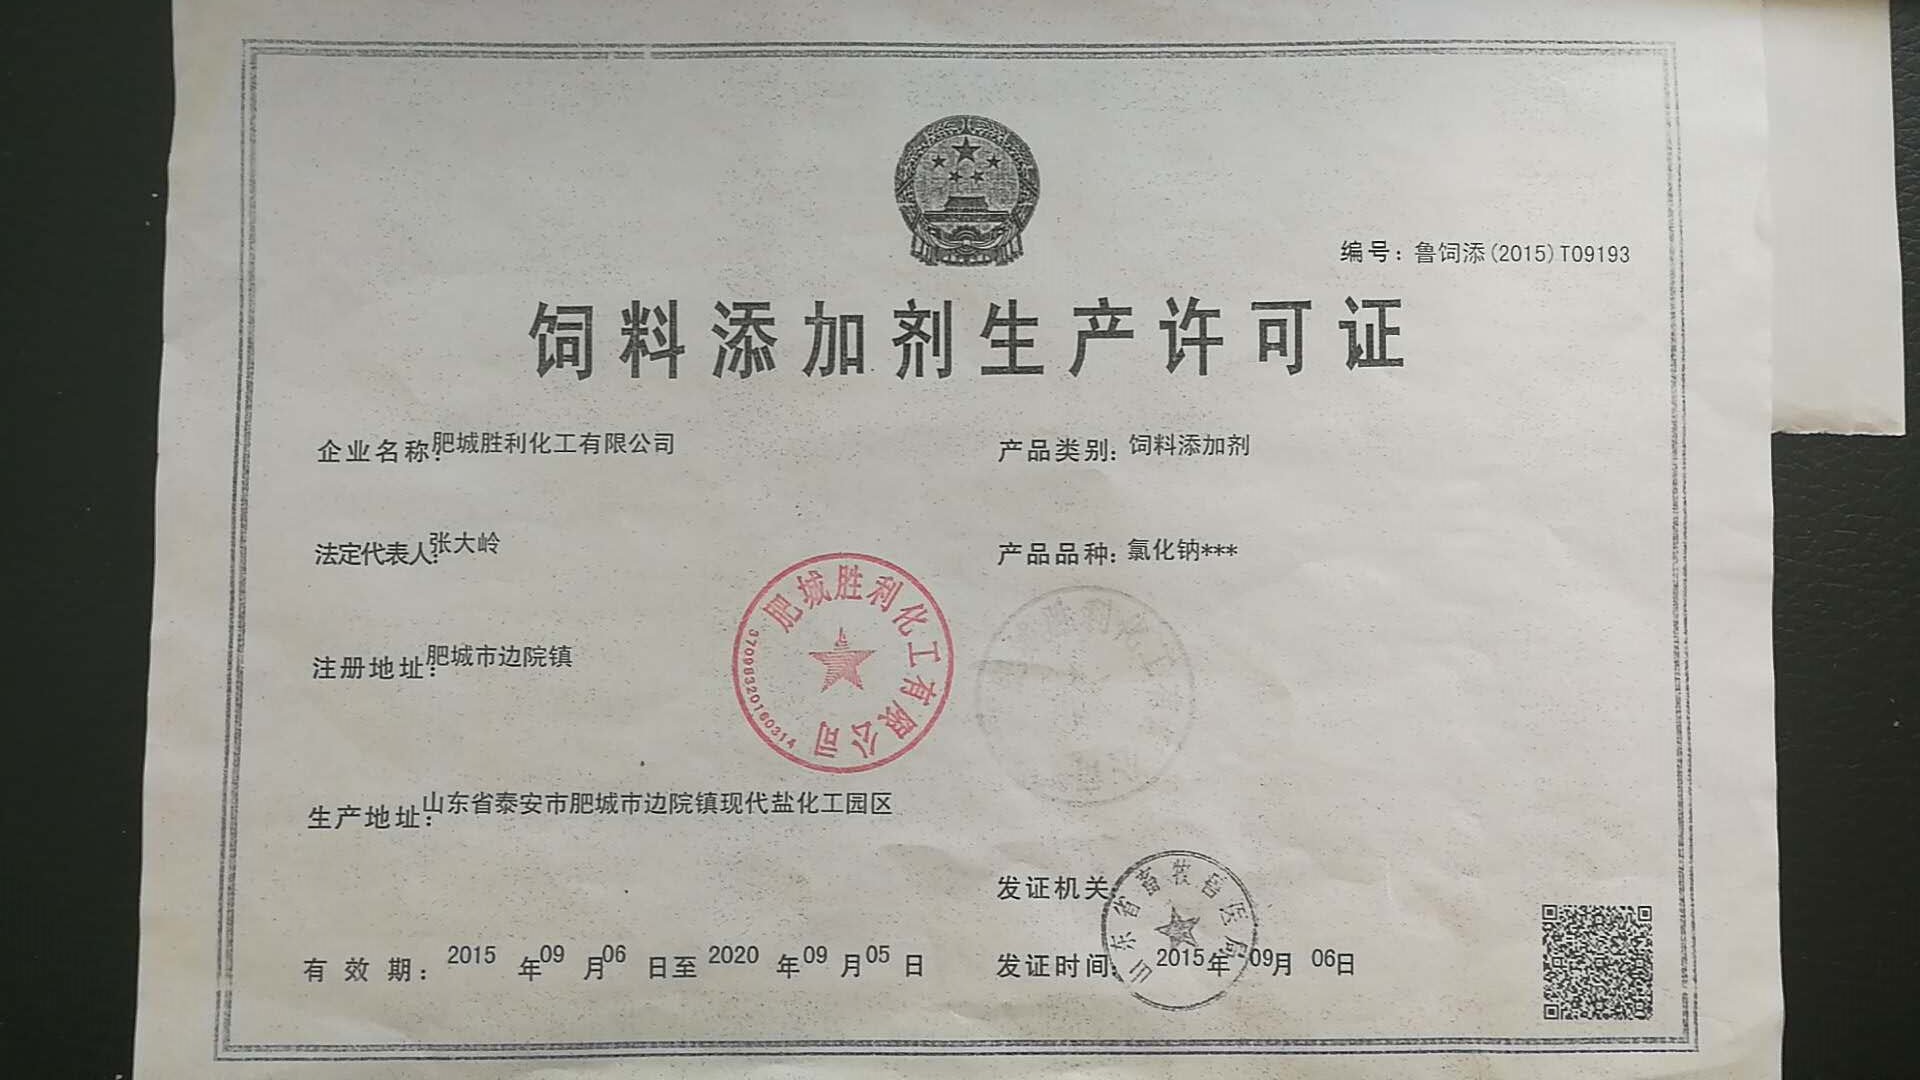 编号：鲁饲添(2015)T09193
饲料添加剂生产许可证
企业名称：肥城胜利化工有限公司
产品类别：饲料添加剂
法定代表人：张大岭
产品品种：氯化钠***
注册地址：肥城市边院镇
肥城胜利化工有限公司
37098320160314
胜利化工有
生产地址：山东省泰安市肥城市边院镇现代盐化工园区
发证机关
山东省畜牧兽医局
有效期：2015年09月06日至2020年09月05日
发证时间：2015年09月06日